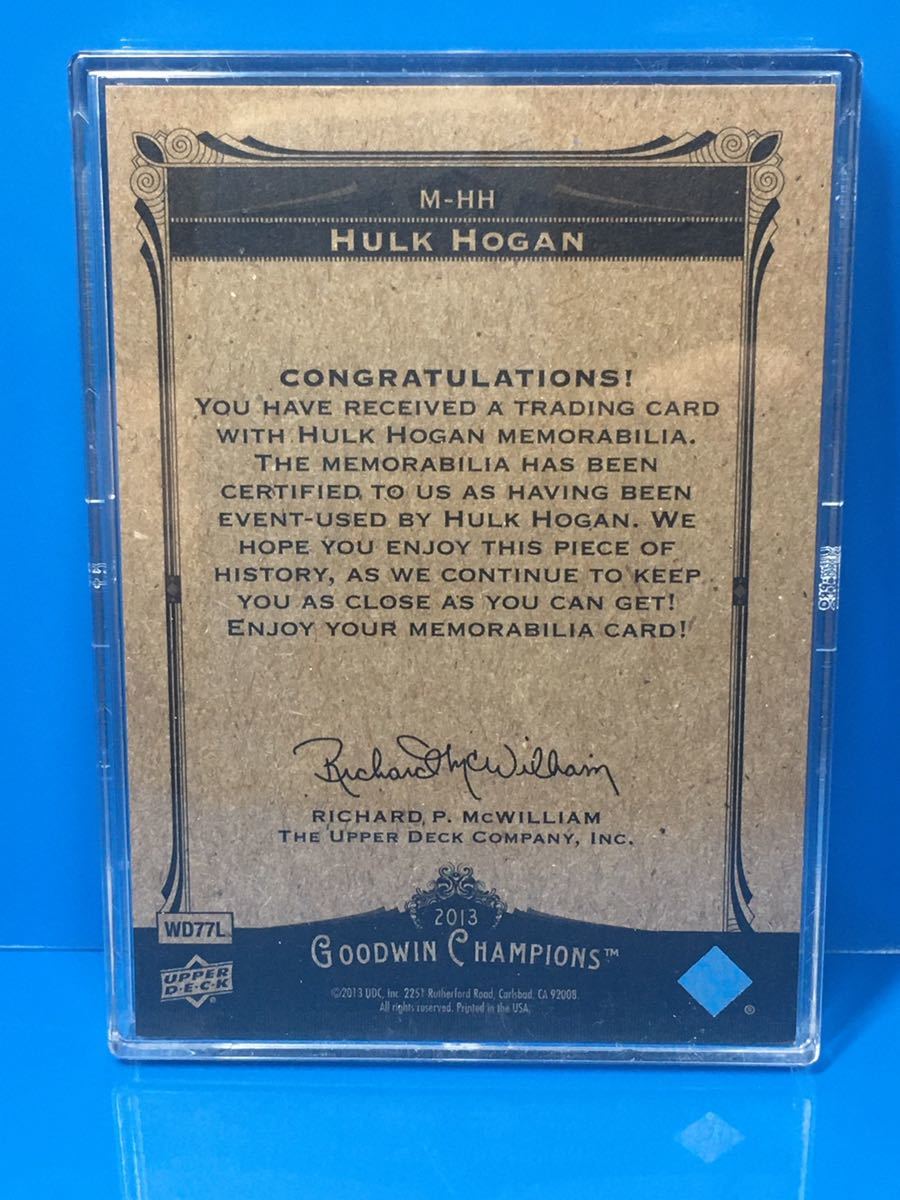 M-HH
HULK HOGAN
CONGRATULATIONS!
YOU HAVE RECEIVED A TRADING CARD
WITH HULK HOGAN MEMORABILIA.
THE MEMORABILIA HAS BEEN
CERTIFIED TO US AS HAVING BEEN
EVENT-USED BY HULK HOGAN. WE
HOPE YOU ENJOY THIS PIECE OF
HISTORY, AS WE CONTINUE TO KEEP
YOU AS CLOSE AS YOU CAN GET!
ENJOY YOUR MEMORABILIA CARD!
Richard McWilliam
RICHARD P. MCWILLIAM
THE UPPER DECK COMPANY, INC.
WD77L
2013
GOODWIN CHAMPIONS™
UPPER
D•E•C•K®
©2013 UDC, Inc. 2251 Rutherford Road, Carlsbad, CA 92008.
All rights reserved. Printed in the USA.
®